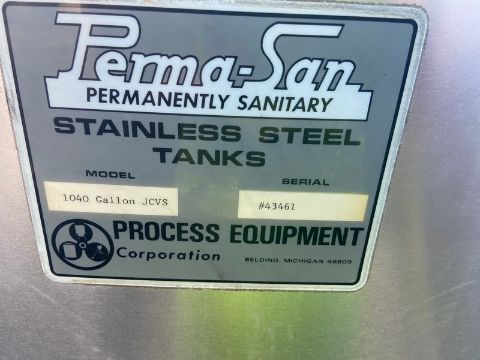 Perma-San
PERMANENTLY SANITARY
STAINLESS STEEL
TANKS
MODEL SERIAL
1040 Gallon JCVS #43461
PROCESS EQUIPMENT
Corporation BELDING, MICHIGAN 48809